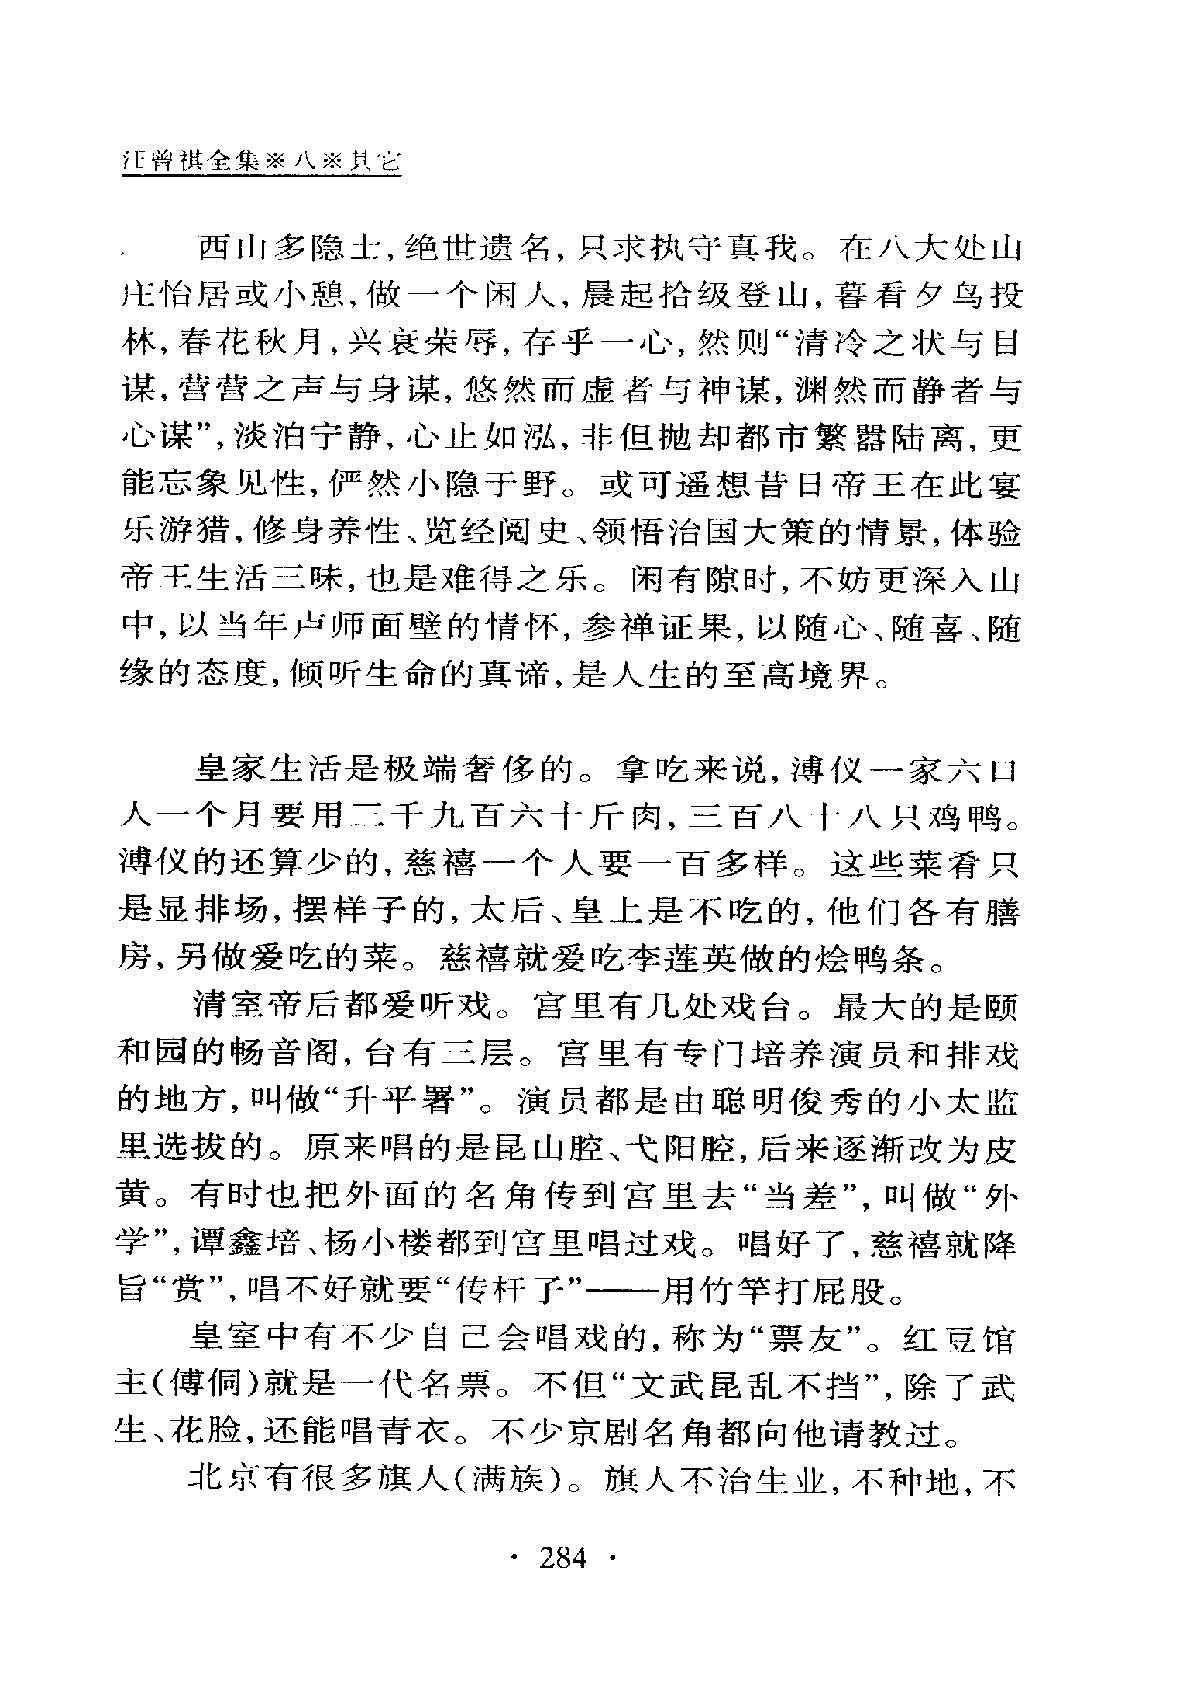 汪曾祺全集※八※其它
西山多隐士,绝世遗名,只求执守真我。在八大处山
庄怡居或小憩,做一个闲人,晨起拾级登山,暮看夕鸟投
林,春花秋月,兴衰荣辱,存乎一心,然则“清冷之状与目
谋,营营之声与身谋,悠然而虚者与神谋,渊然而静者与
心谋”,淡泊宁静,心止如泓,非但抛却都市繁嚣陆离,更
能忘象见性,俨然小隐于野。或可遥想昔日帝王在此宴
乐游猎,修身养性、览经阅史、领悟治国大策的情景,体验
帝王生活三昧,也是难得之乐。闲有隙时,不妨更深入山
中,以当年卢师面壁的情怀,参禅证果,以随心、随喜、随
缘的态度,倾听生命的真谛,是人生的至高境界。
皇家生活是极端奢侈的。拿吃来说,溥仪一家六口
人一个月要用三千九百六十斤肉,三百八十八只鸡鸭。
溥仪的还算少的,慈禧一个人要一百多样。这些菜肴只
是显排场,摆样子的,太后、皇上是不吃的,他们各有膳
房,另做爱吃的菜。慈禧就爱吃李莲英做的烩鸭条。
清室帝后都爱听戏。宫里有几处戏台。最大的是颐
和园的畅音阁,台有三层。宫里有专门培养演员和排戏
的地方,叫做“升平署”。演员都是由聪明俊秀的小太监
里选拔的。原来唱的是昆山腔、弋阳腔,后来逐渐改为皮
黄。有时也把外面的名角传到宫里去“当差”,叫做“外
学”,谭鑫培、杨小楼都到宫里唱过戏。唱好了,慈禧就降
旨“赏”,唱不好就要“传杆子”——用竹竿打屁股。
皇室中有不少自己会唱戏的,称为“票友”。红豆馆
主(傅侗)就是一代名票。不但“文武昆乱不挡”,除了武
生、花脸,还能唱青衣。不少京剧名角都向他请教过。
北京有很多旗人(满族)。旗人不治生业,不种地,不
· 284 ·